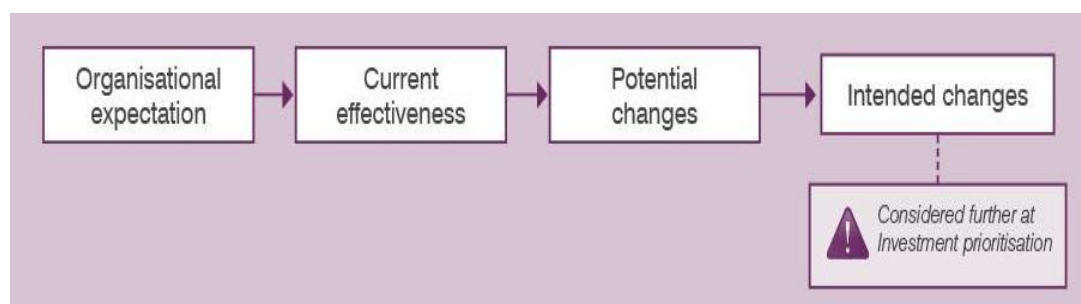 Organisational
expectation
Current
effectiveness
Potential
changes
Intended changes
Considered further at
Investment prioritisation